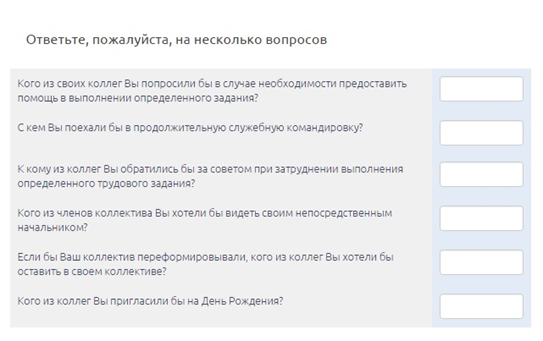 Ответьте, пожалуйста, на несколько вопросов
Кого из своих коллег Вы попросили бы в случае необходимости предоставить
помощь в выполнении определенного задания?
С кем Вы поехали бы в продолжительную служебную командировку?
К кому из коллег Вы обратились бы за советом при затруднении выполнения
определенного трудового задания?
Кого из членов коллектива Вы хотели бы видеть своим непосредственным
начальником?
Если бы Ваш коллектив переформировывали, кого из коллег Вы хотели бы
оставить в своем коллективе?
Кого из коллег Вы пригласили бы на День Рождения?